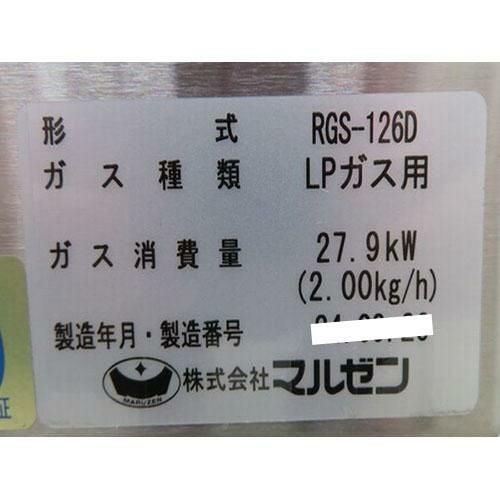 形 式 RGS-126D
ガス種類 LPガス用
ガス消費量 27.9kW
(2.00kg/h)
製造年月・製造番号
MARUZEN 株式会社 マルゼン
証